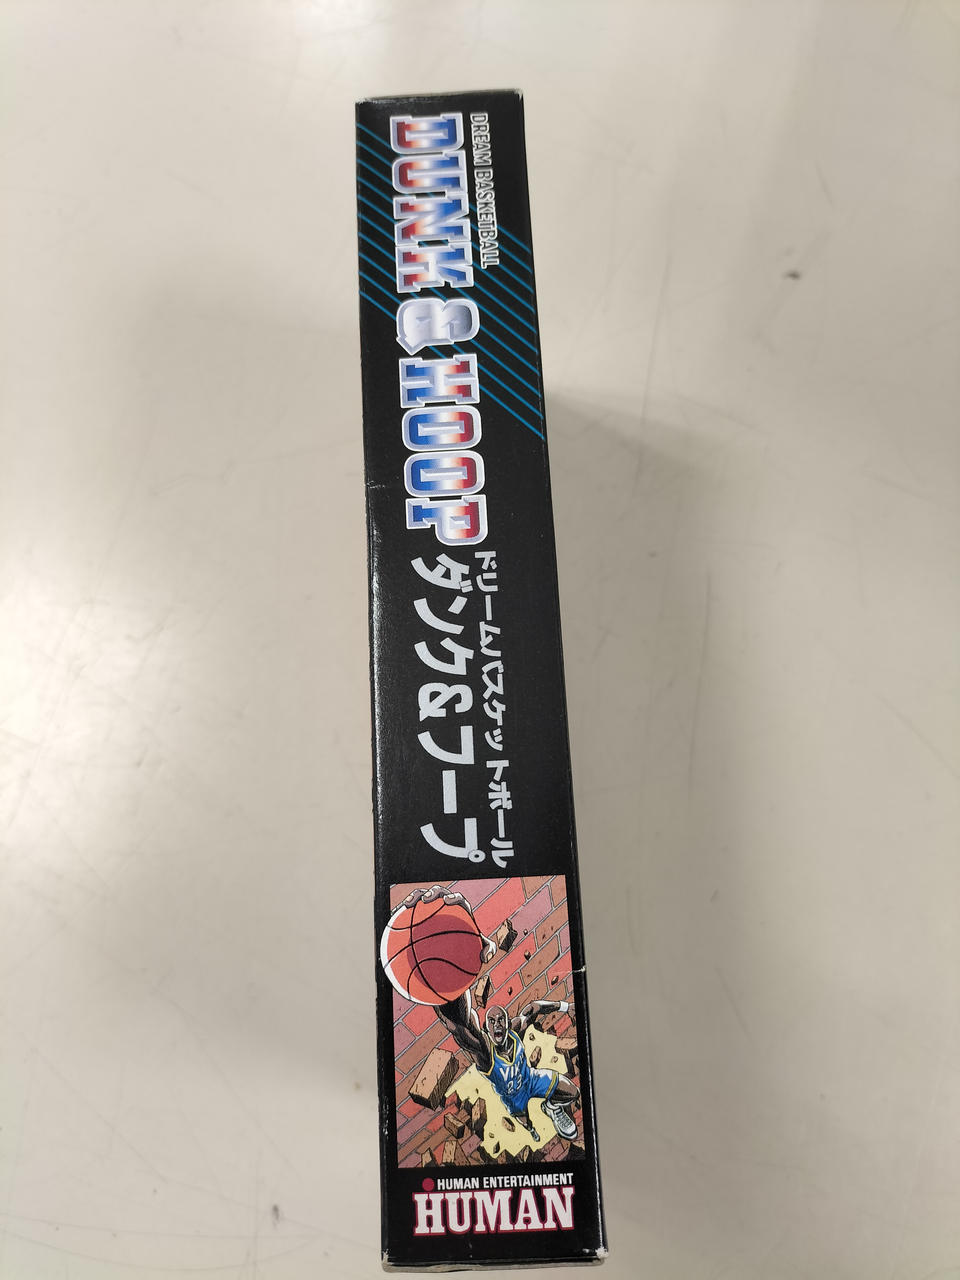 DREAM BASKETBALL
DUNK & HOOP
ドリームバスケットボール
ダンク&フープ
23
HUMAN ENTERTAINMENT
HUMAN